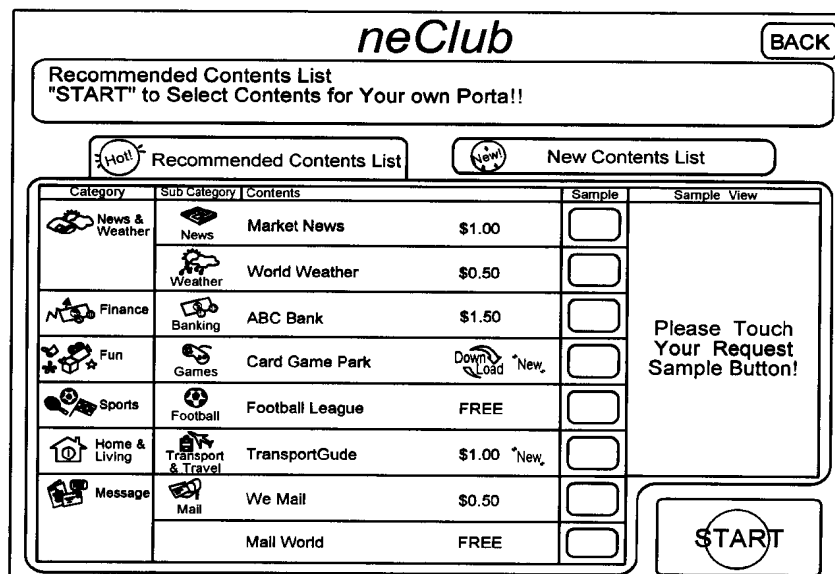 neClub
BACK
Recommended Contents List
"START" to Select Contents for Your own Porta!!
Hot! Recommended Contents List
New! New Contents List
Category Sub Category Contents Sample Sample View
News & Weather News Market News $1.00
Weather World Weather $0.50
Finance Banking ABC Bank $1.50
Fun Games Card Game Park Down Load "New"
Sports Football Football League FREE
Home & Living Transport & Travel TransportGude $1.00 "New"
Message Mail We Mail $0.50
Mail World FREE
Please Touch
Your Request
Sample Button!
START